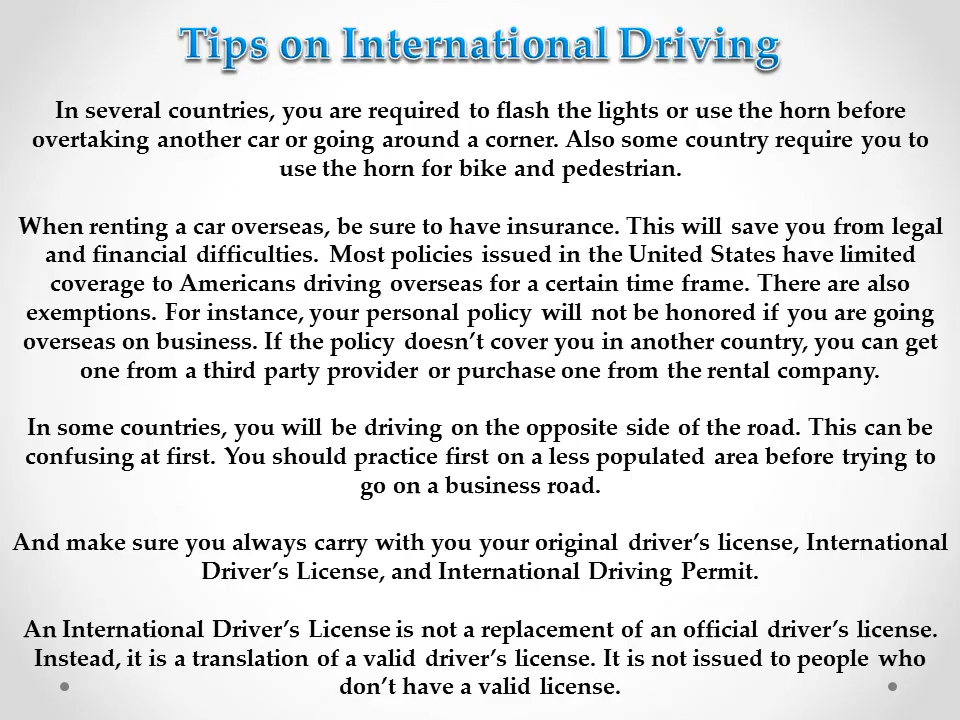 Tips on International Driving
In several countries, you are required to flash the lights or use the horn before
overtaking another car or going around a corner. Also some country require you to
use the horn for bike and pedestrian.
When renting a car overseas, be sure to have insurance. This will save you from legal
and financial difficulties. Most policies issued in the United States have limited
coverage to Americans driving overseas for a certain time frame. There are also
exemptions. For instance, your personal policy will not be honored if you are going
overseas on business. If the policy doesn’t cover you in another country, you can get
one from a third party provider or purchase one from the rental company.
In some countries, you will be driving on the opposite side of the road. This can be
confusing at first. You should practice first on a less populated area before trying to
go on a business road.
And make sure you always carry with you your original driver’s license, International
Driver’s License, and International Driving Permit.
An International Driver’s License is not a replacement of an official driver’s license.
Instead, it is a translation of a valid driver’s license. It is not issued to people who
don’t have a valid license.